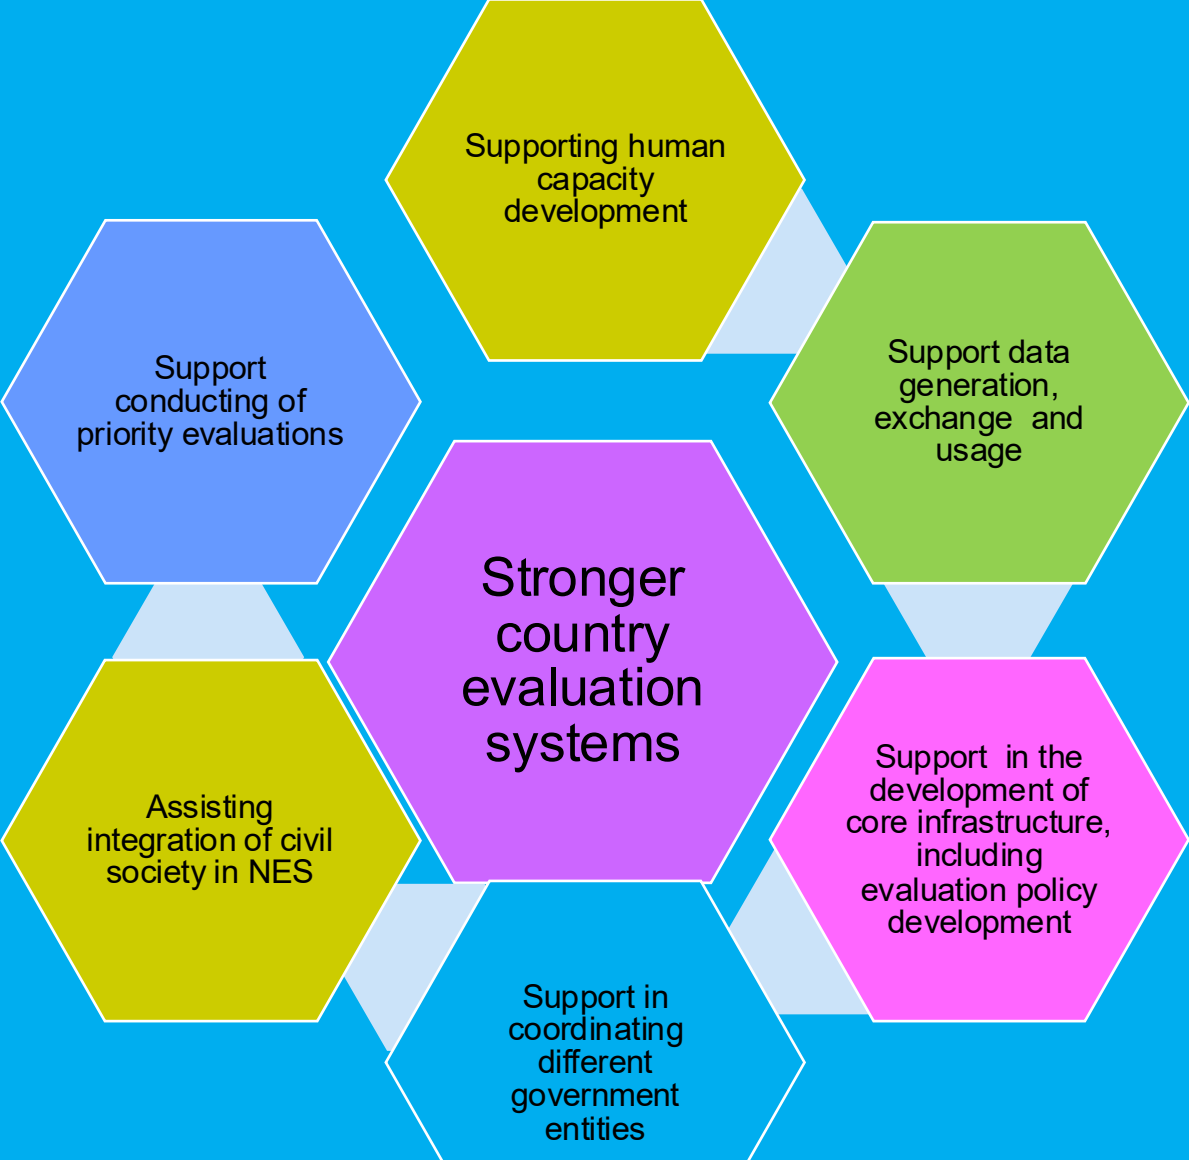 Supporting human
capacity
development
Support data
generation,
exchange  and
usage
Support  in the
development of
core infrastructure,
including
evaluation policy
development
Support in
coordinating
different
government
entities
Assisting
integration of civil
society in NES
Support
conducting of
priority evaluations
Stronger
country
evaluation
systems